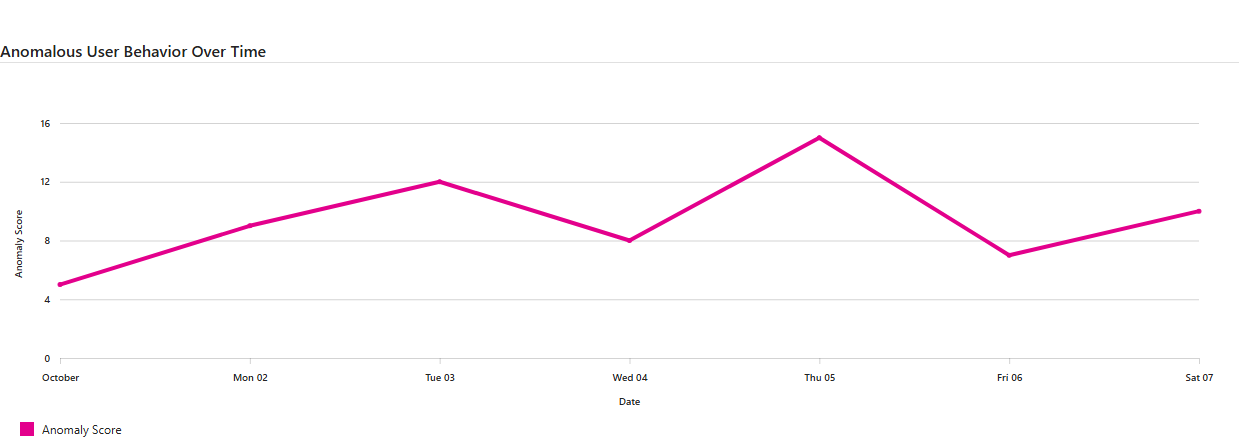 Anomalous User Behavior Over Time
16
12
8
4
0
Anomaly Score
October
Mon 02
Tue 03
Wed 04
Thu 05
Fri 06
Sat 07
Date
Anomaly Score